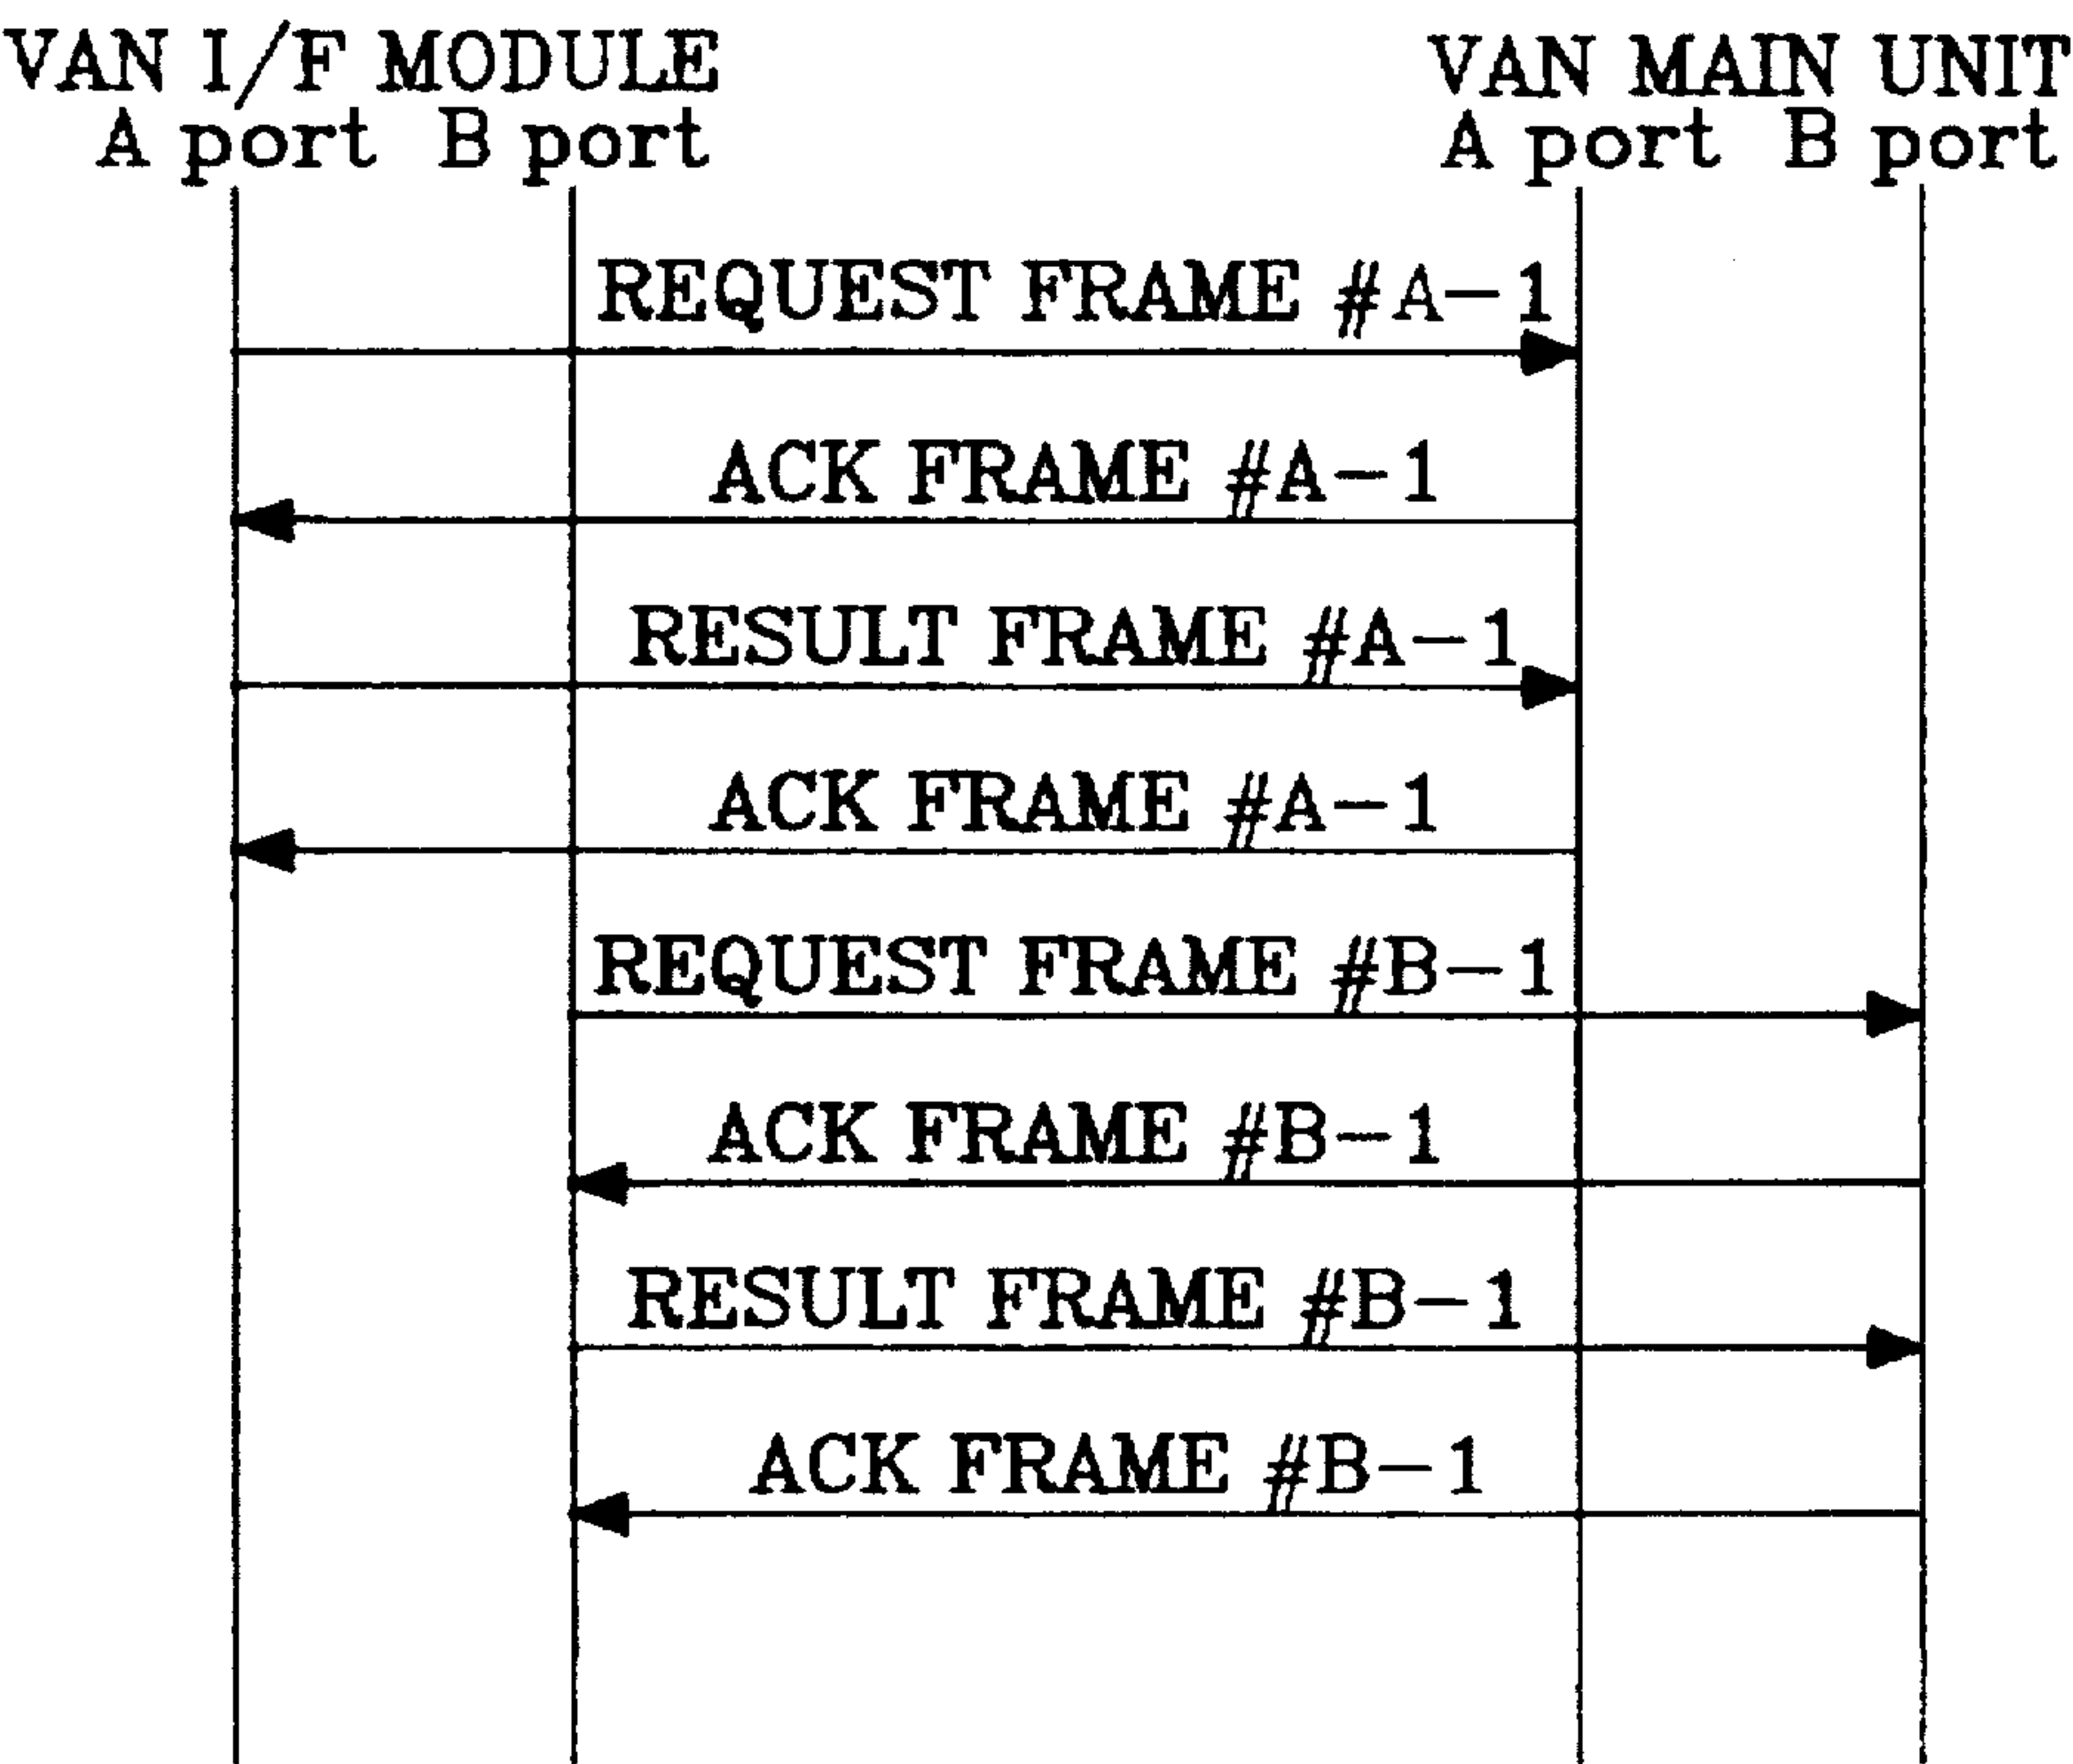 VAN I/F MODULE VAN MAIN UNIT
A port B port A port B port
REQUEST FRAME #A-1
ACK FRAME #A-1
RESULT FRAME #A-1
ACK FRAME #A-1
REQUEST FRAME #B-1
ACK FRAME #B-1
RESULT FRAME #B-1
ACK FRAME #B-1